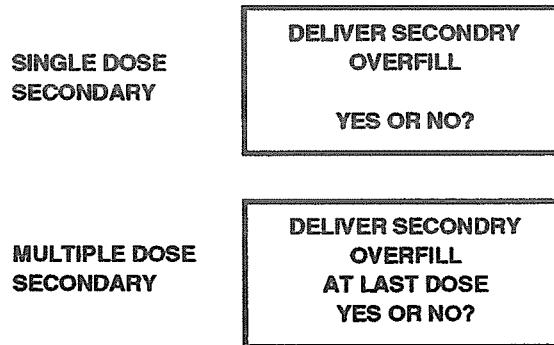 SINGLE DOSE
SECONDARY
DELIVER SECONDRY
OVERFILL
YES OR NO?
MULTIPLE DOSE
SECONDARY
DELIVER SECONDRY
OVERFILL
AT LAST DOSE
YES OR NO?